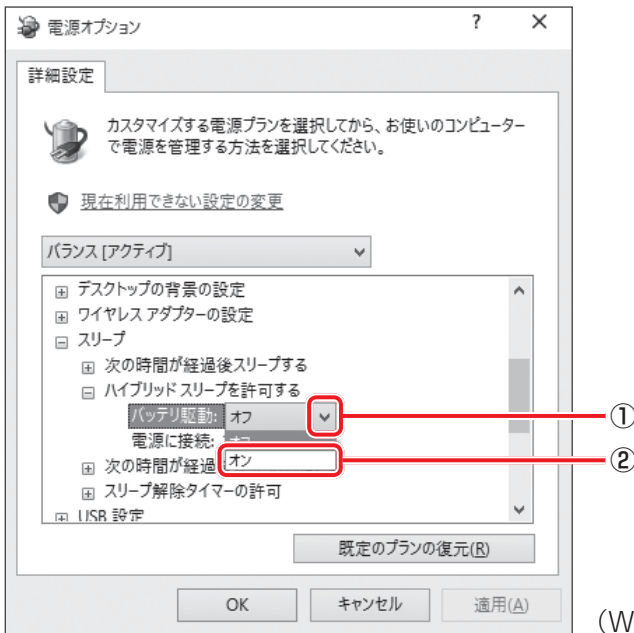 電源オプション ? ×
詳細設定
カスタマイズする電源プランを選択してから、お使いのコンピューター
で電源を管理する方法を選択してください。
現在利用できない設定の変更
バランス [アクティブ]
デスクトップの背景の設定
ワイヤレス アダプターの設定
スリープ
次の時間が経過後スリープする
ハイブリッド スリープを許可する
バッテリ駆動: オフ
①
電源に接続:
次の時間が経過 オン
②
スリープ解除タイマーの許可
USB 設定
既定のプランの復元(R)
OK キャンセル 適用(A)
(W